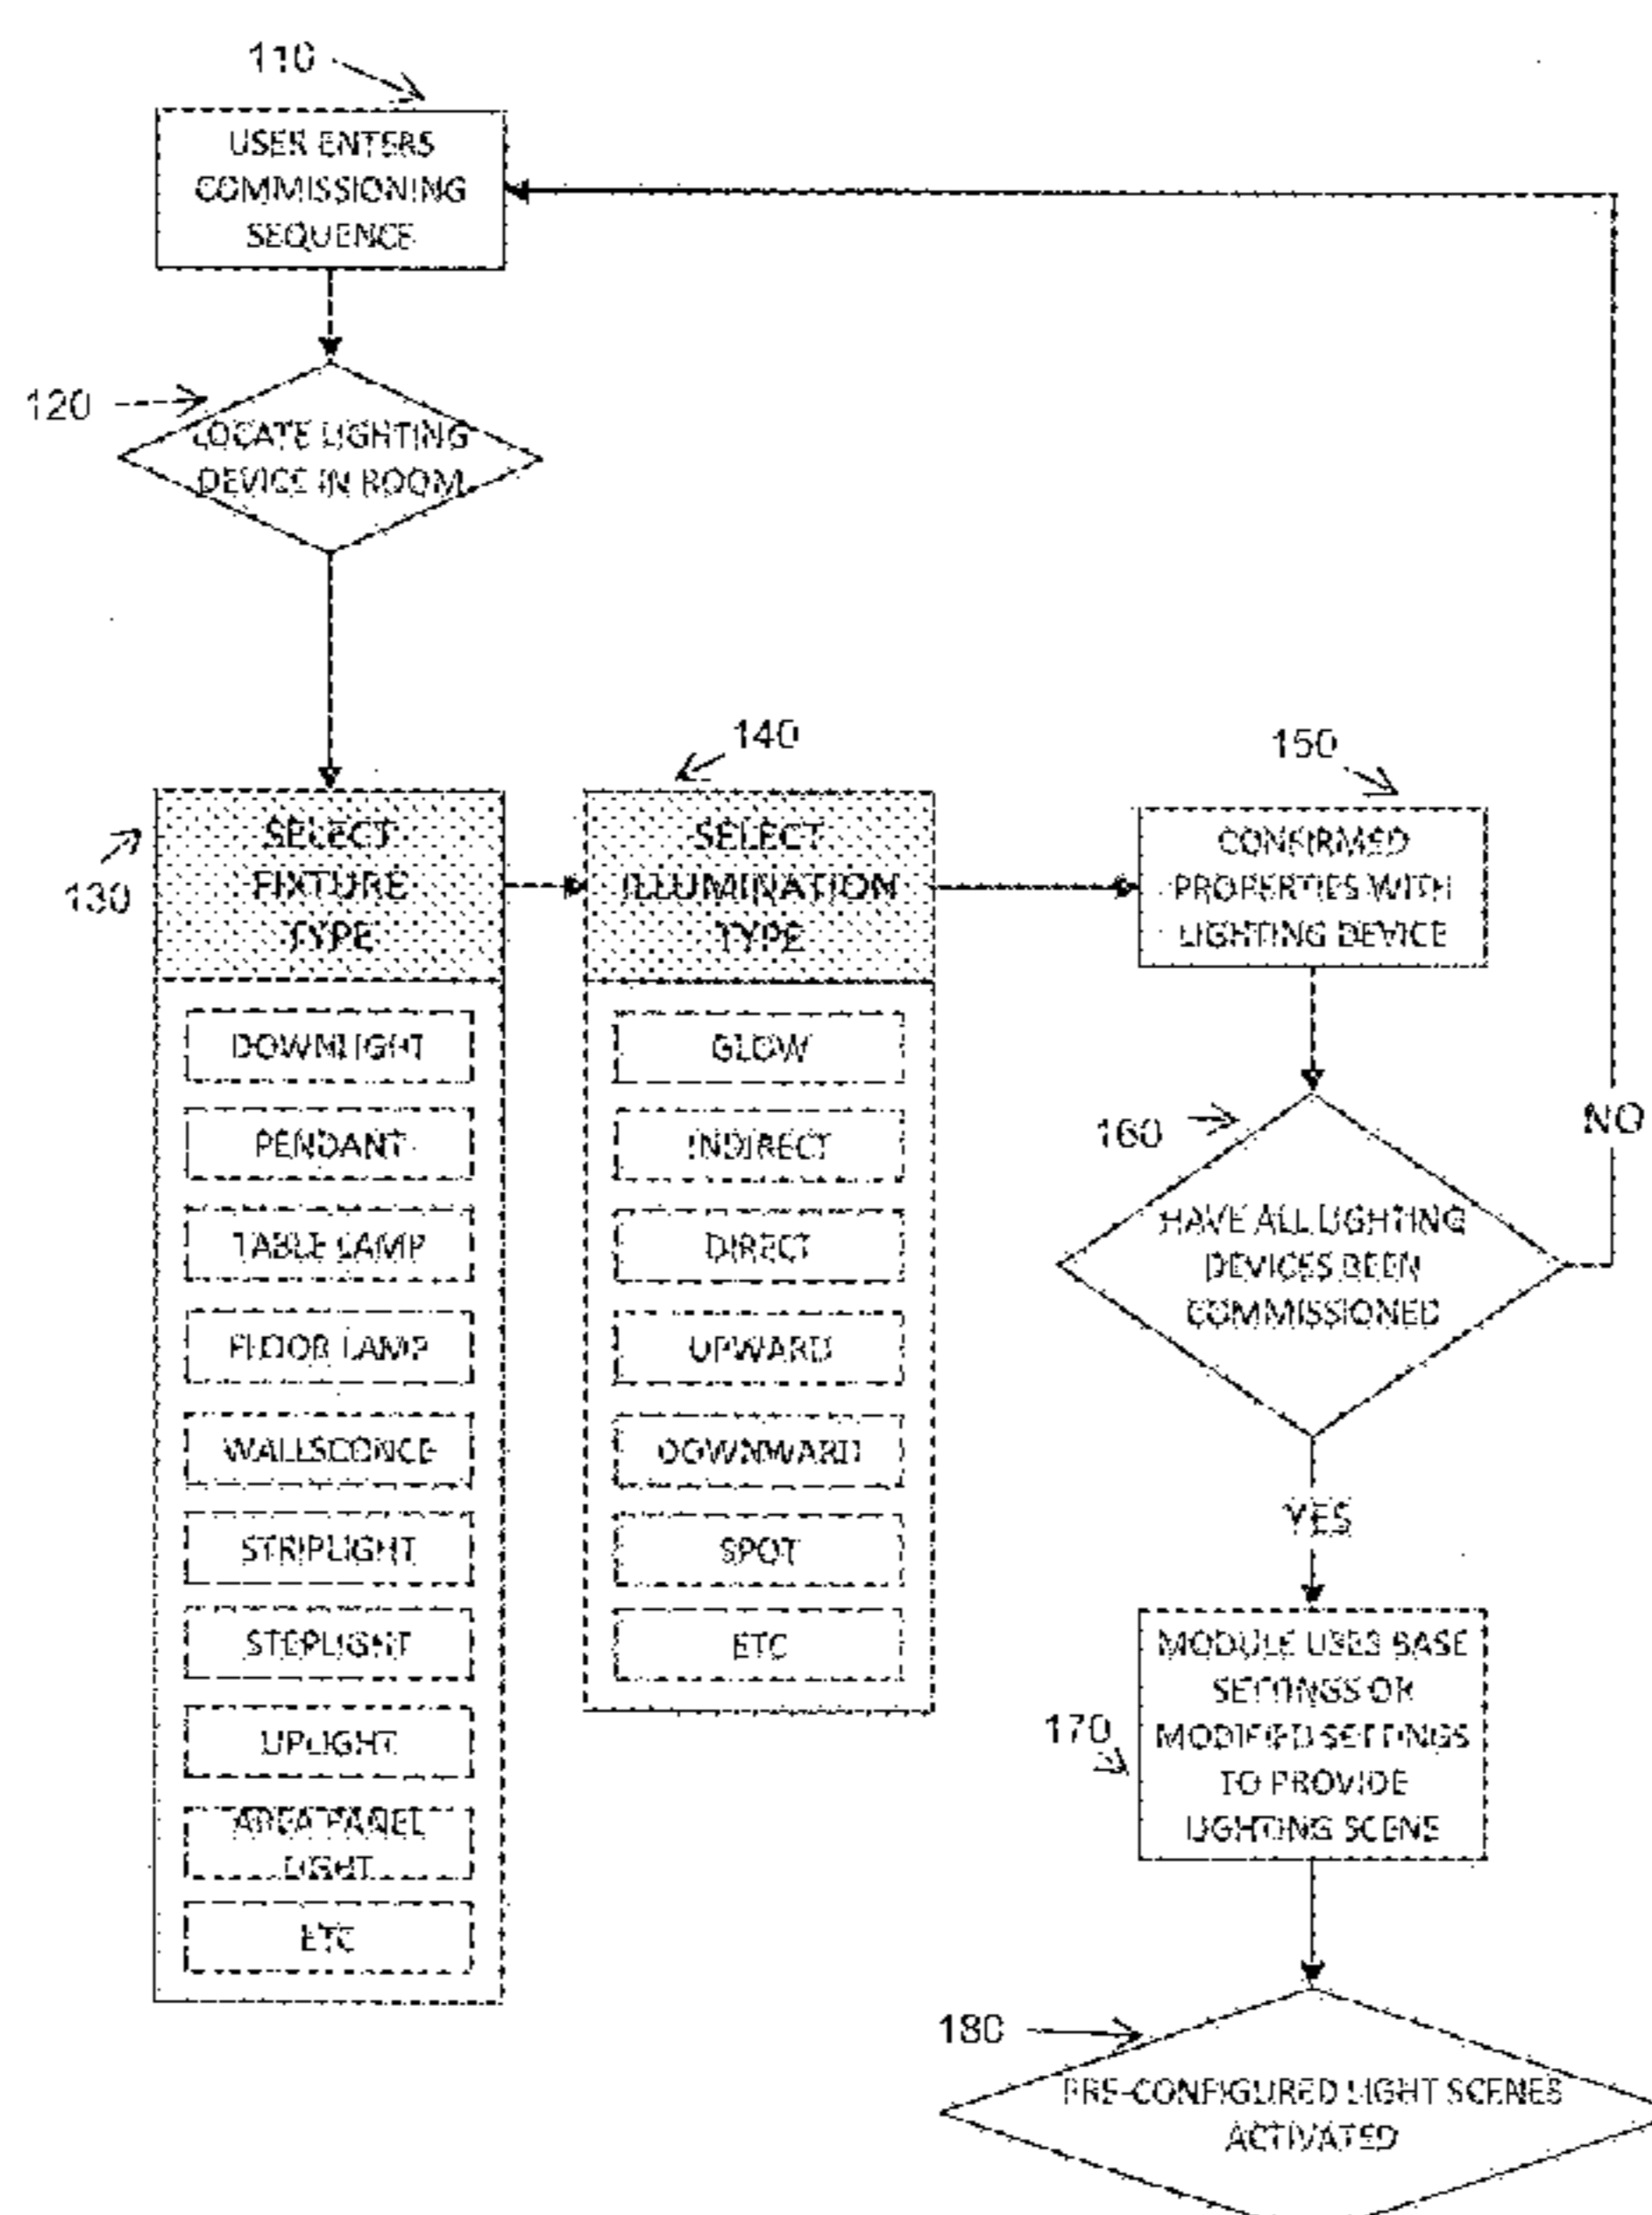 110
USER ENTERS
COMMISSIONING
SEQUENCE
120
LOCATE LIGHTING
DEVICE IN ROOM
130
SELECT
FIXTURE
TYPE
DOWNLIGHT
PENDANT
TABLE LAMP
FLOOR LAMP
WALLSCONCE
STRIPLIGHT
STEPLIGHT
UPLIGHT
AREA PANEL
LIGHT
ETC
140
SELECT
ILLUMINATION
TYPE
GLOW
INDIRECT
DIRECT
UPWARD
DOWNWARD
SPOT
ETC
150
CONFIRMED
PROPERTIES WITH
LIGHTING DEVICE
160
HAVE ALL LIGHTING
DEVICES BEEN
COMMISSIONED
NO
YES
170
MODULE USES BASE
SETTINGS OR
MODIFIED SETTINGS
TO PROVIDE
LIGHTING SCENE
180
PRE-CONFIGURED LIGHT SCENES
ACTIVATED